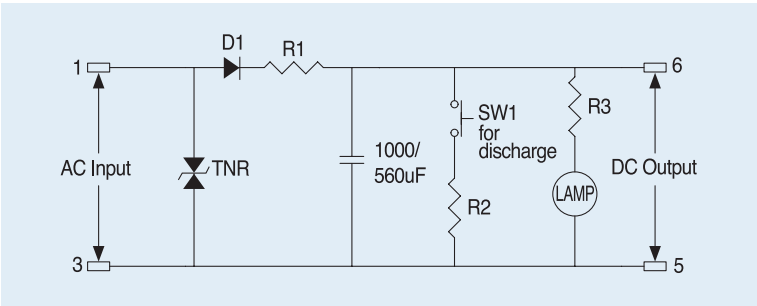 D1
R1
1
6
SW1
for
discharge
R3
AC Input
TNR
1000/
560uF
DC Output
LAMP
R2
3
5